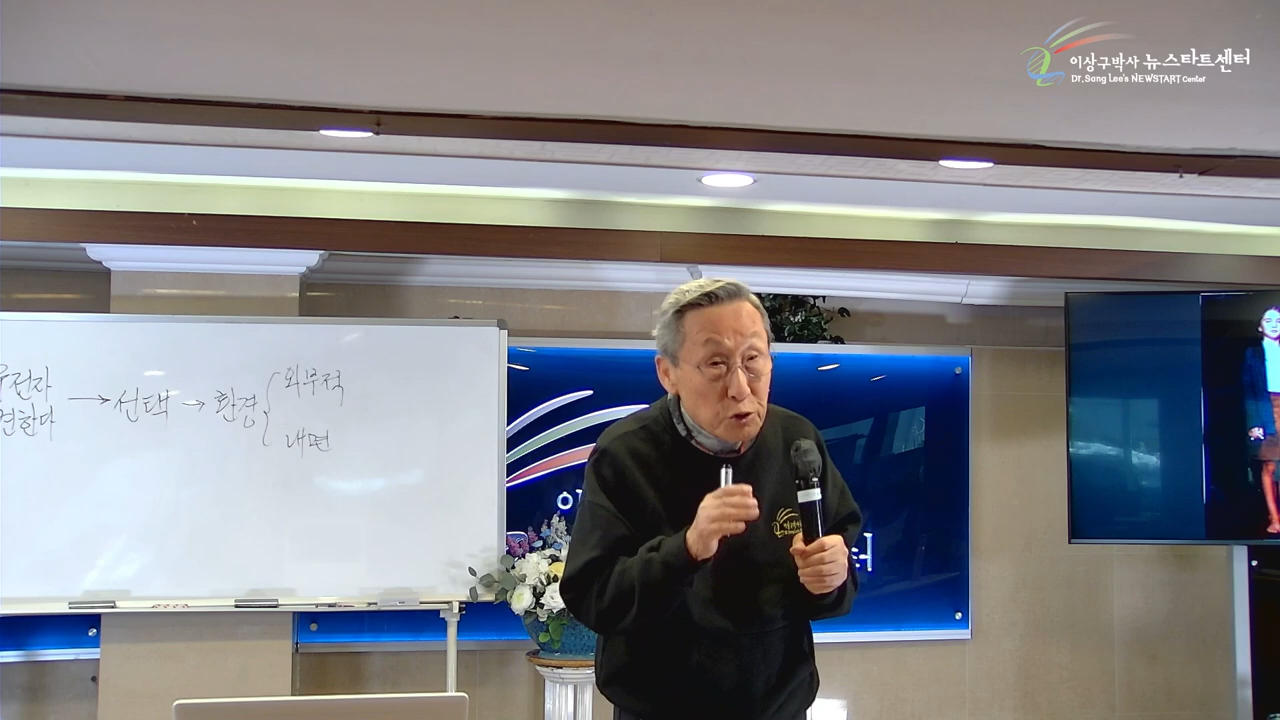 이상구박사 뉴스타트센터
Dr. Sang Lee's NEWSTART Center
전자 → 선택 → 환경 { 외부적
변한다
내면